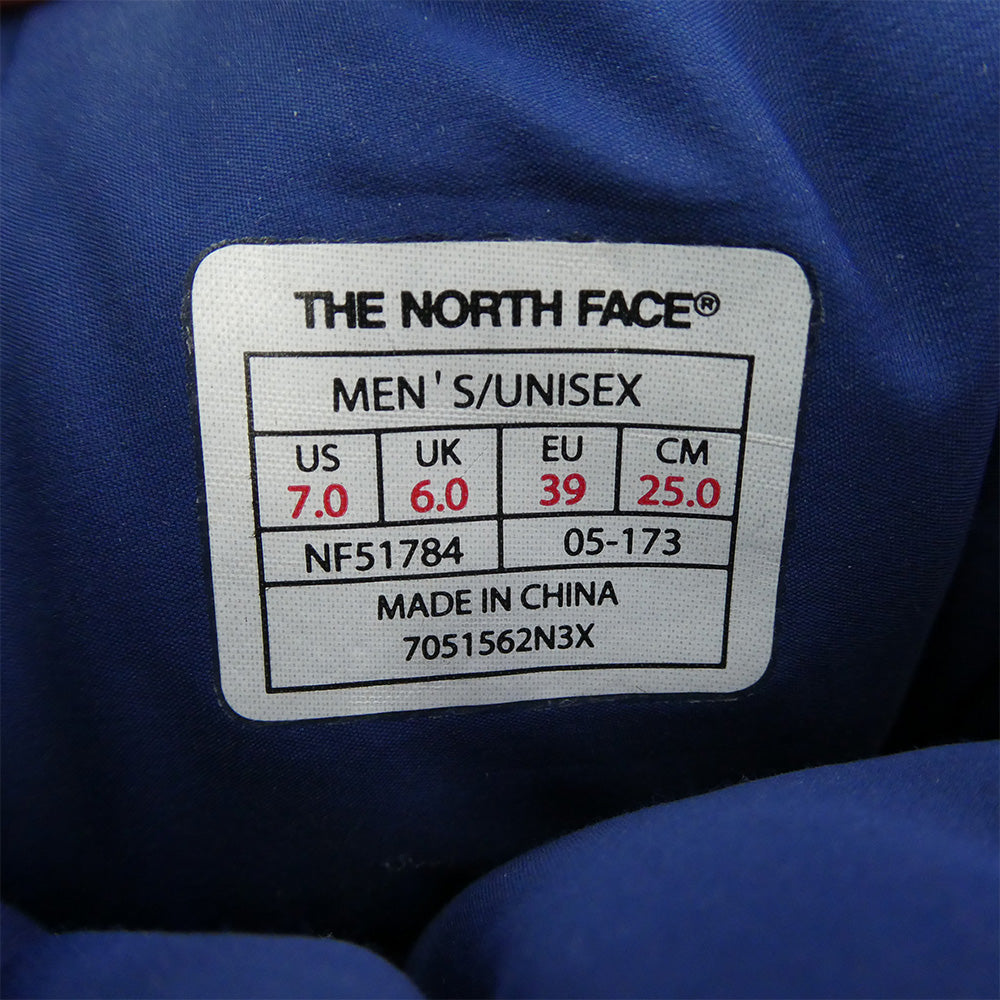 THE NORTH FACE®
MEN'S/UNISEX
US UK EU CM
7.0 6.0 39 25.0
NF51784 05-173
MADE IN CHINA
7051562N3X